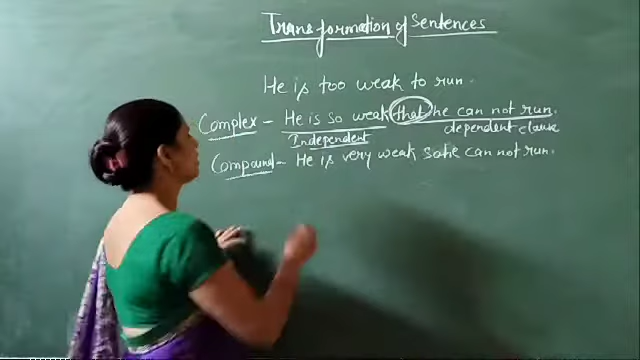 Transformation of Sentences
He is too weak to run.
Complex - He is so weak that he can not run.
Independent dependent clause
Compound - He is very weak so he can not run.